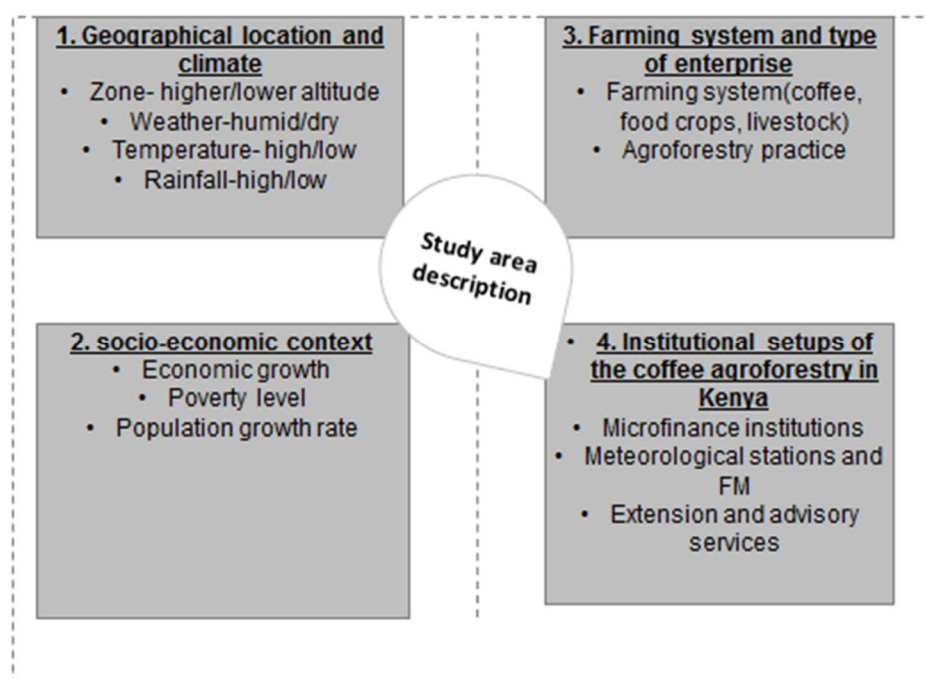 1. Geographical location and
climate
• Zone- higher/lower altitude
• Weather-humid/dry
• Temperature- high/low
• Rainfall-high/low
2. socio-economic context
• Economic growth
• Poverty level
• Population growth rate
Study area
description
3. Farming system and type
of enterprise
• Farming system(coffee,
food crops, livestock)
• Agroforestry practice
• 4. Institutional setups of
the coffee agroforestry in
Kenya
• Microfinance institutions
• Meteorological stations and
FM
• Extension and advisory
services